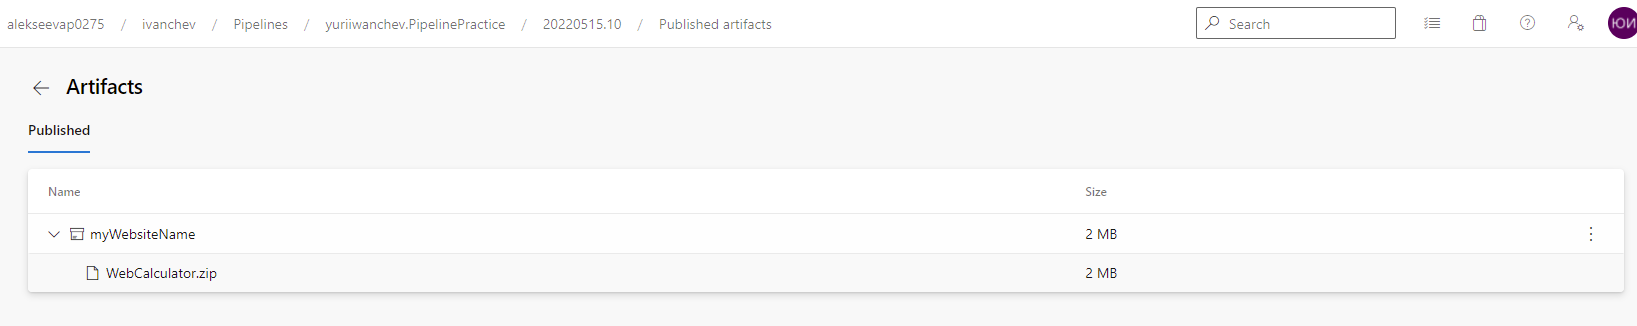 alekseevap0275 / ivanchev / Pipelines / yuriiwanchev.PipelinePractice / 20220515.10 / Published artifacts
Search
ЮИ
Artifacts
Published
Name Size
myWebsiteName 2 MB
WebCalculator.zip 2 MB